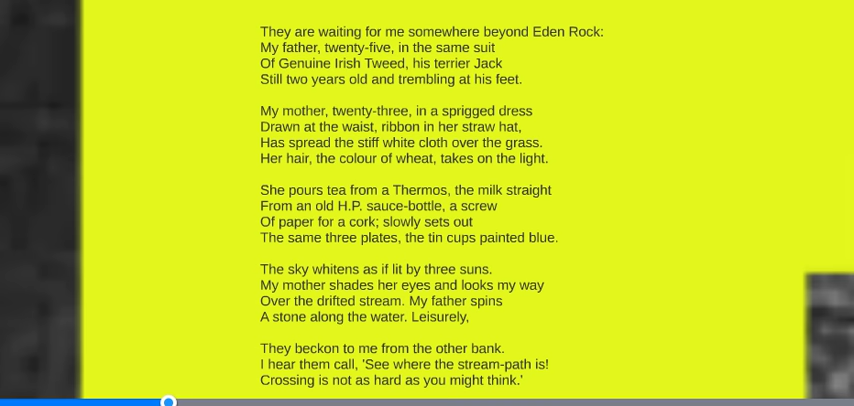 They are waiting for me somewhere beyond Eden Rock:
My father, twenty-five, in the same suit
Of Genuine Irish Tweed, his terrier Jack
Still two years old and trembling at his feet.
My mother, twenty-three, in a sprigged dress
Drawn at the waist, ribbon in her straw hat,
Has spread the stiff white cloth over the grass.
Her hair, the colour of wheat, takes on the light.
She pours tea from a Thermos, the milk straight
From an old H.P. sauce-bottle, a screw
Of paper for a cork; slowly sets out
The same three plates, the tin cups painted blue.
The sky whitens as if lit by three suns.
My mother shades her eyes and looks my way
Over the drifted stream. My father spins
A stone along the water. Leisurely,
They beckon to me from the other bank.
I hear them call, 'See where the stream-path is!
Crossing is not as hard as you might think.'